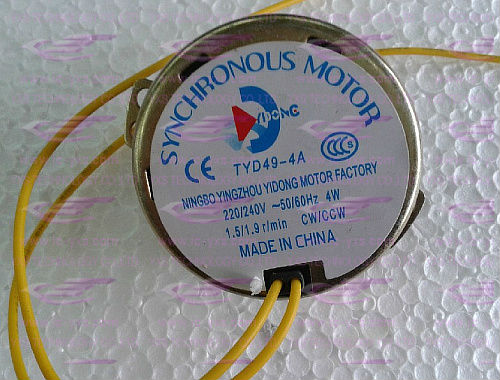 SYNCHRONOUS MOTOR
YIDONG
CE TYD49-4A CCC
NINGBO YINGZHOU YIDONG MOTOR FACTORY
220/240V ~50/60Hz 4W
1.5/1.9 r/min CW/CCW
MADE IN CHINA